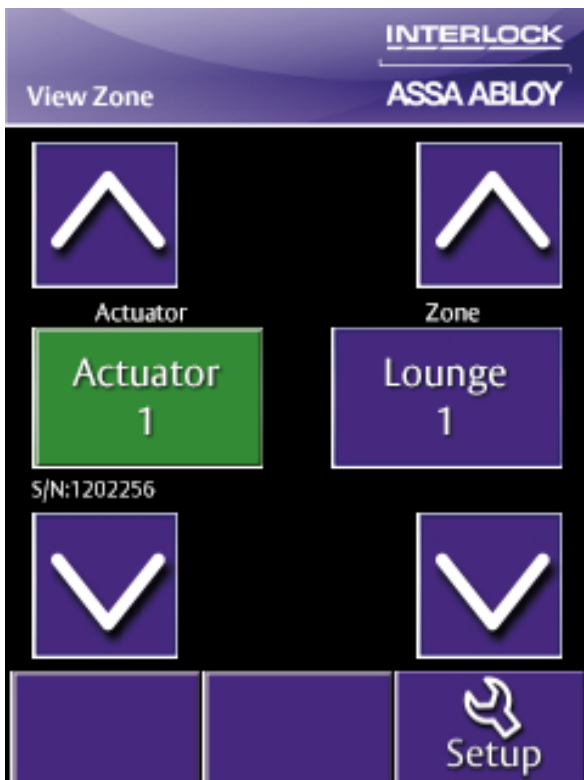 INTERLOCK
View Zone
ASSA ABLOY
Actuator
Zone
Actuator
1
Lounge
1
S/N:1202256
Setup